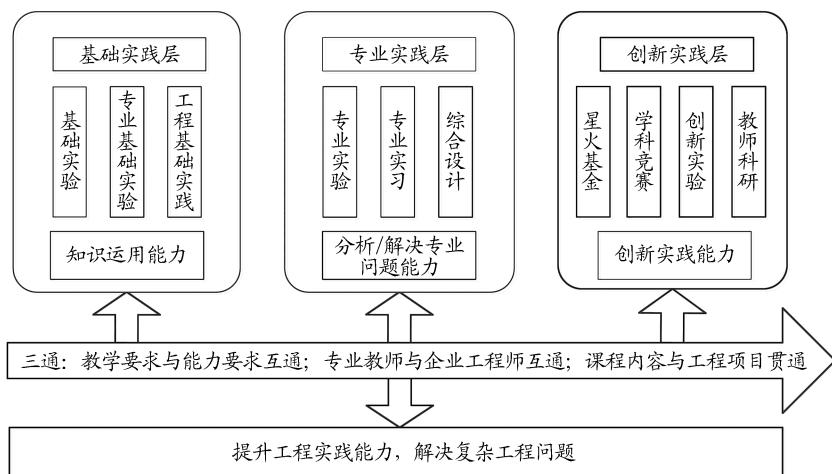 基础实践层
基础实验
专业基础实验
工程基础实践
知识运用能力
专业实践层
专业实验
专业实习
综合设计
分析/解决专业
问题能力
创新实践层
星火基金
学科竞赛
创新实验
教师科研
创新实践能力
三通：教学要求与能力要求互通；专业教师与企业工程师互通；课程内容与工程项目贯通
提升工程实践能力，解决复杂工程问题